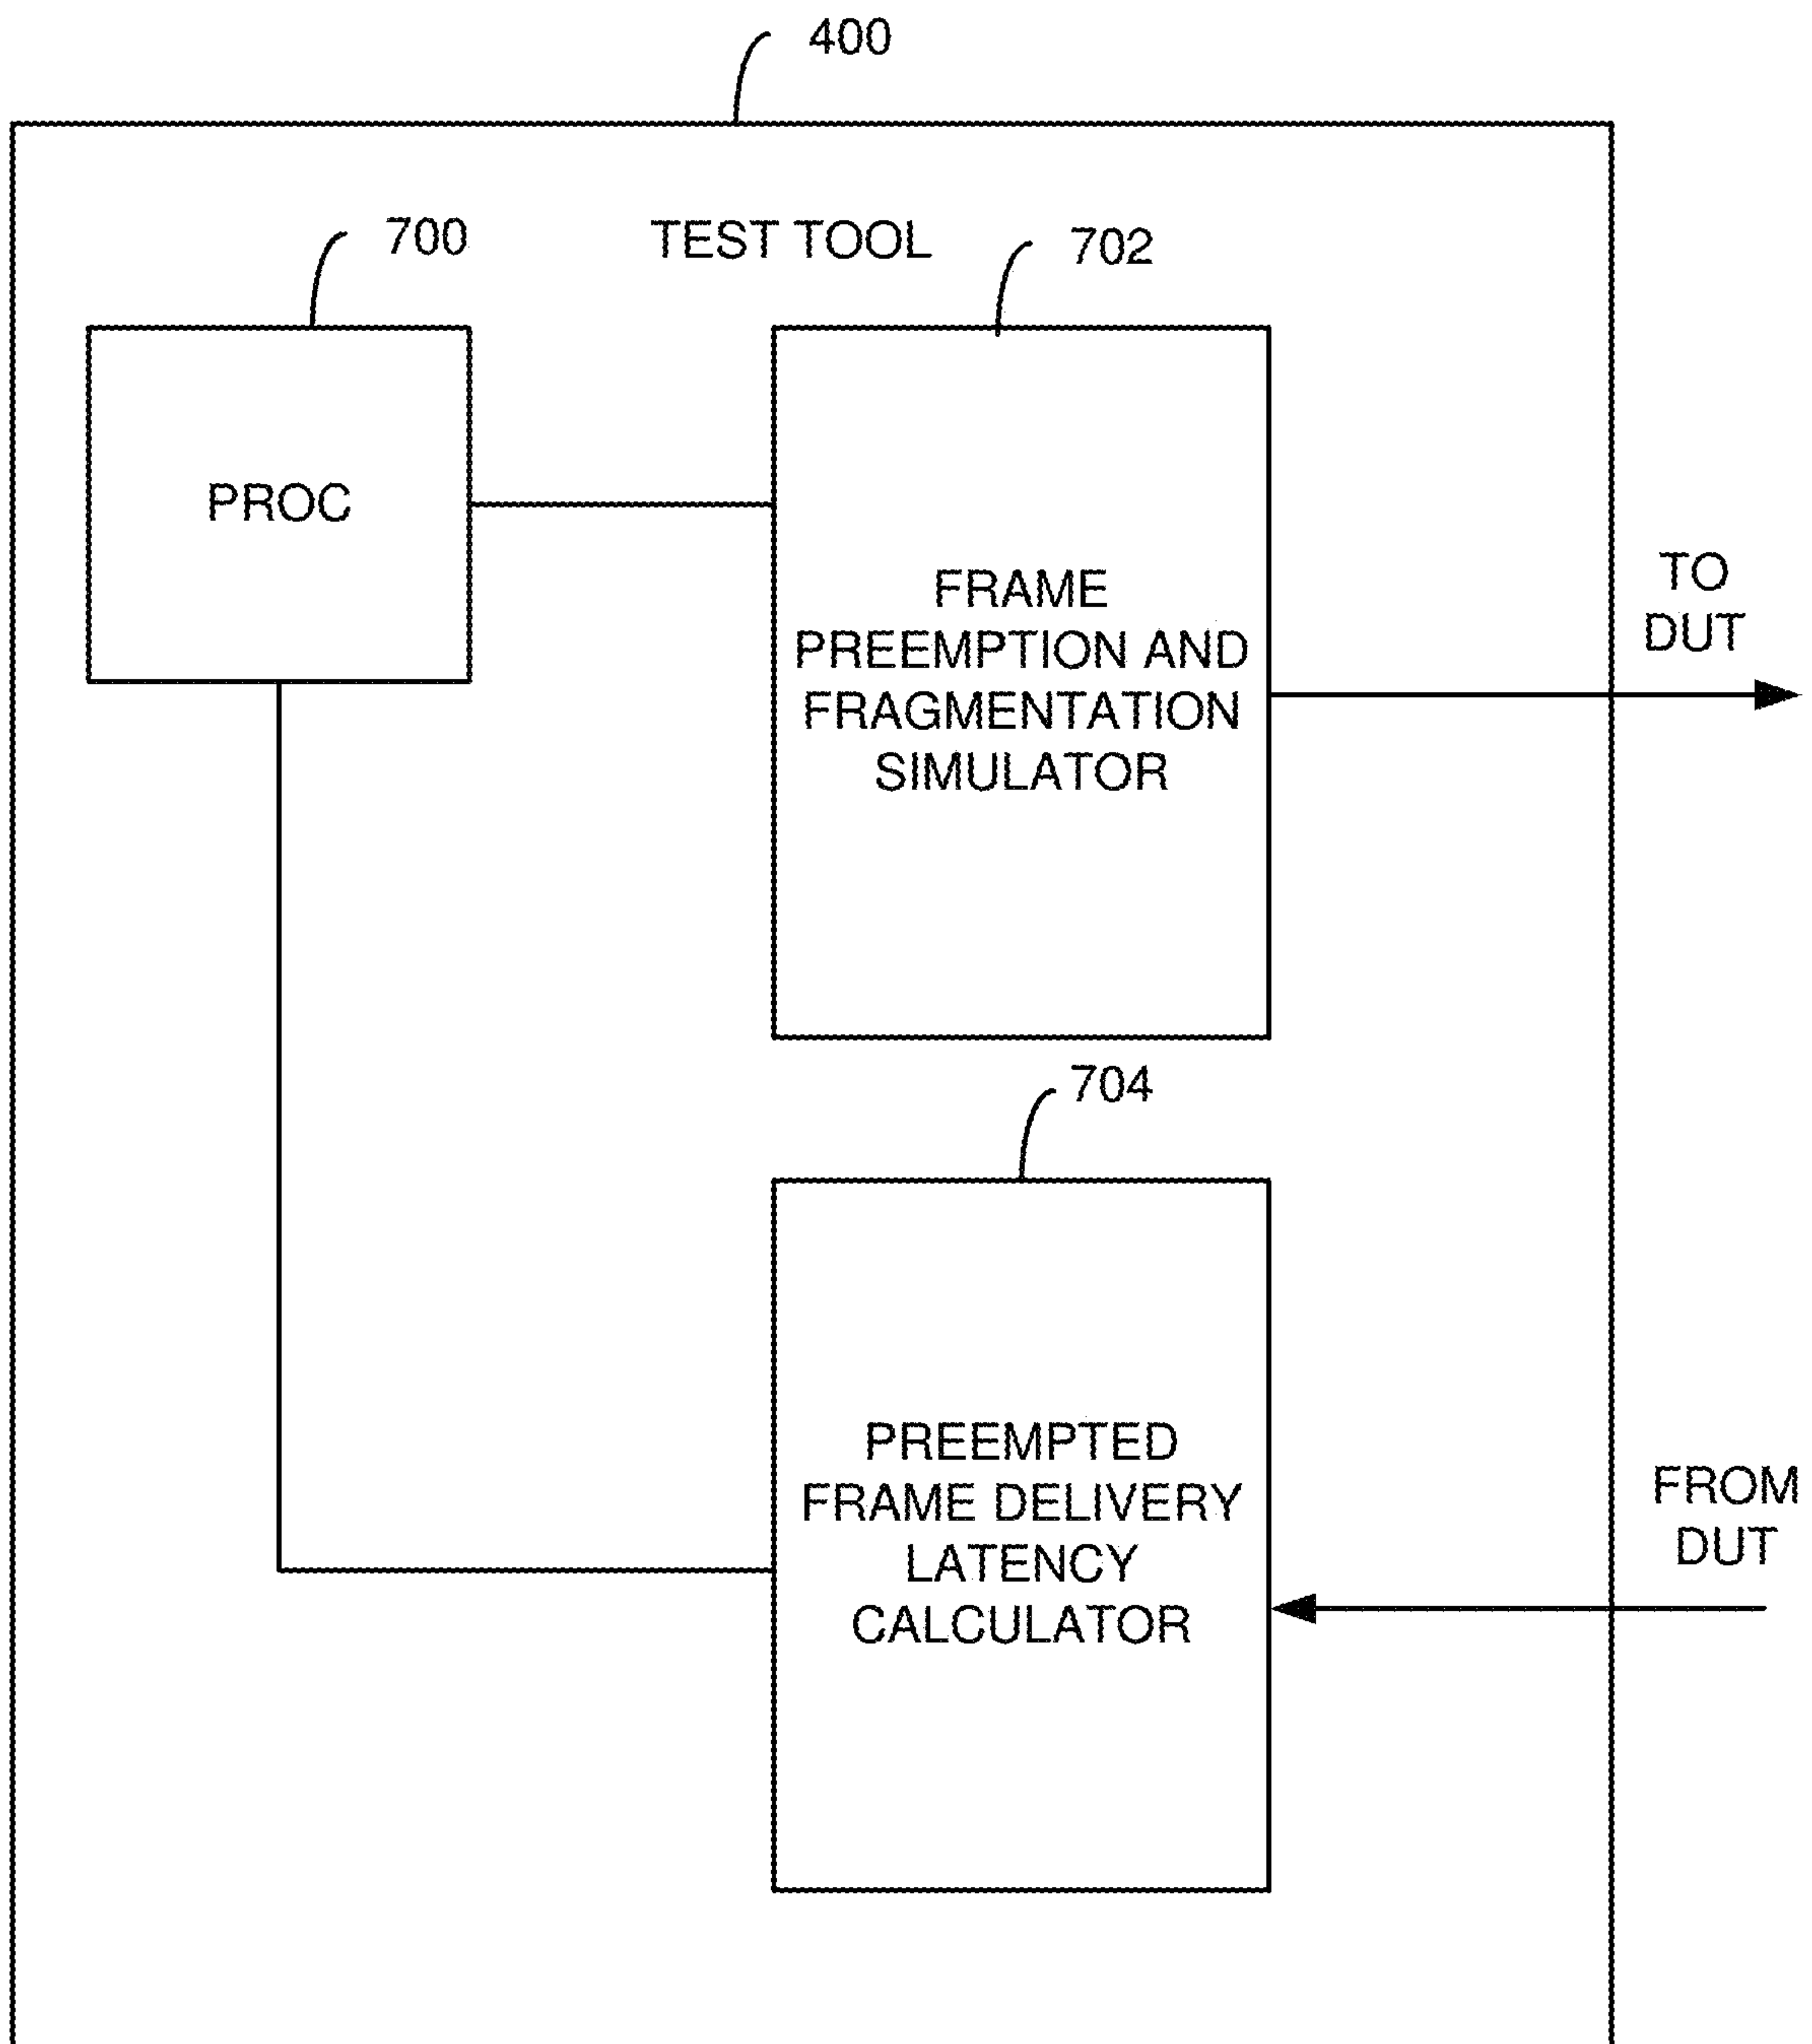 400
700
TEST TOOL
702
PROC
FRAME
PREEMPTION AND
FRAGMENTATION
SIMULATOR
TO
DUT
704
PREEMPTED
FRAME DELIVERY
LATENCY
CALCULATOR
FROM
DUT